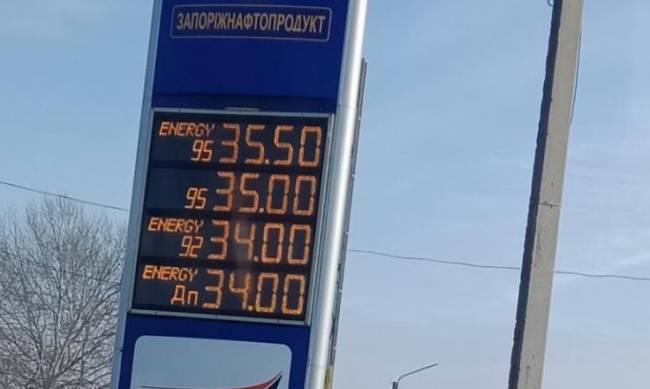 ЗАПОРІЖНАФТОПРОДУКТ
ENERGY
95 35.50
95 35.00
ENERGY
92 34.00
ENERGY
Дп 34.00